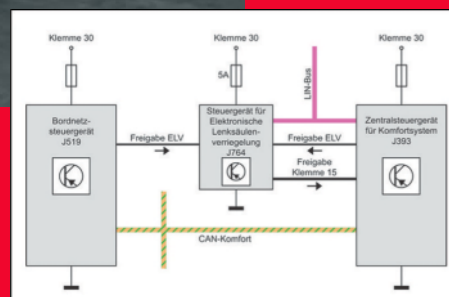 Klemme 30
Klemme 30
Klemme 30
5A
LIN-Bus
Bordnetz-
steuergerät
J519
Freigabe ELV
Steuergerät für
Elektronische
Lenksäulen-
verriegelung
J764
Freigabe ELV
Freigabe
Klemme 15
Zentralsteuergerät
für Komfortsystem
J393
CAN-Komfort